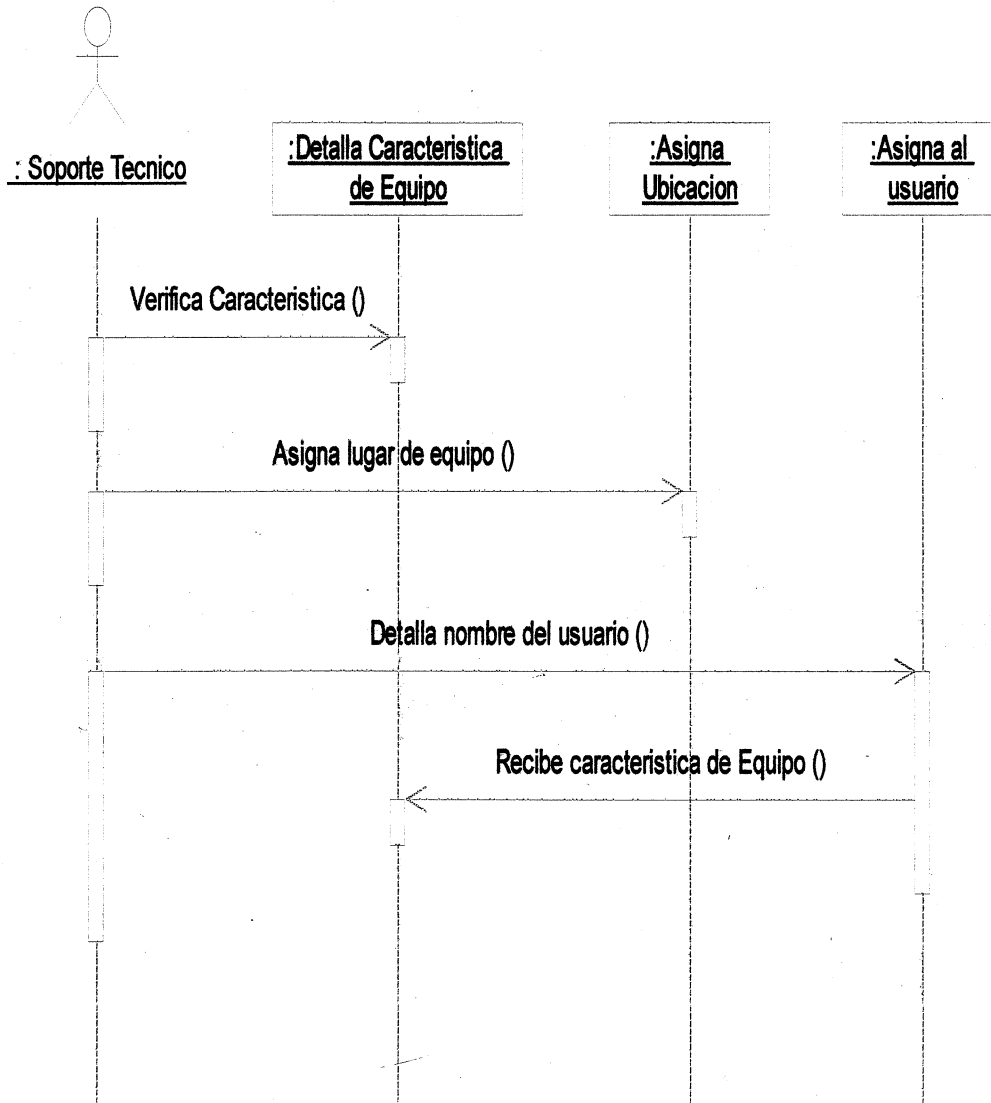 : Soporte Tecnico
:Detalla Caracteristica
de Equipo
:Asigna
Ubicacion
:Asigna al
usuario
Verifica Caracteristica ()
Asigna lugar de equipo ()
Detalla nombre del usuario ()
Recibe caracteristica de Equipo ()